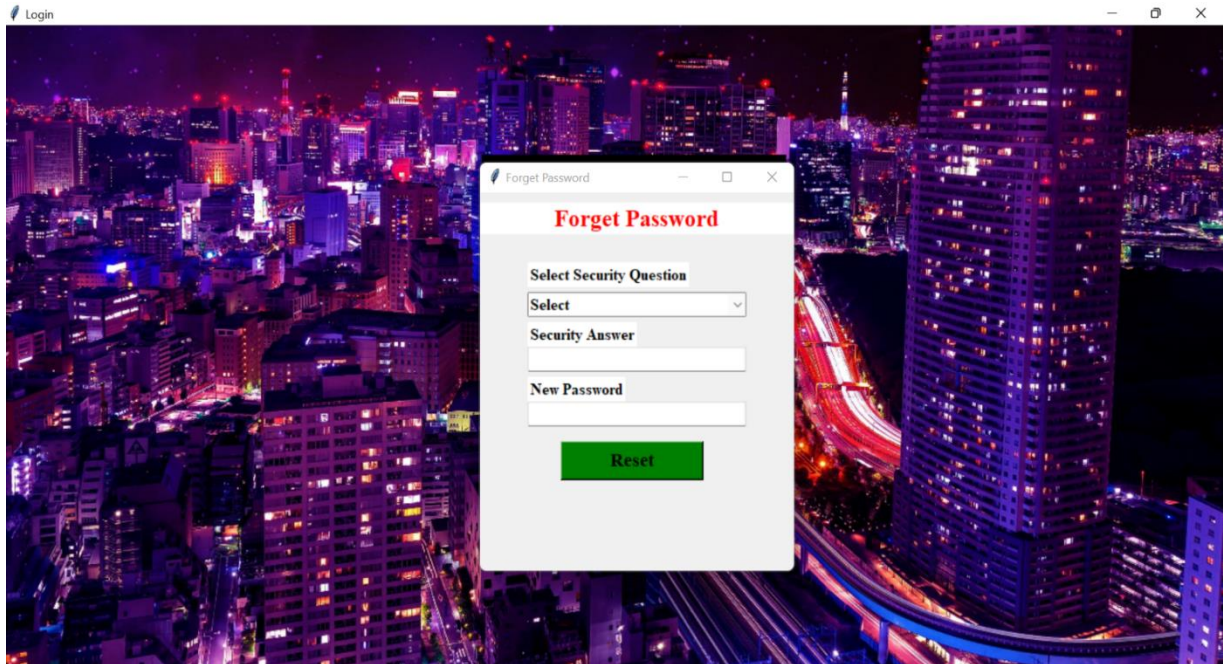 Login
Forget Password
Forget Password
Select Security Question
Select
Security Answer
New Password
Reset